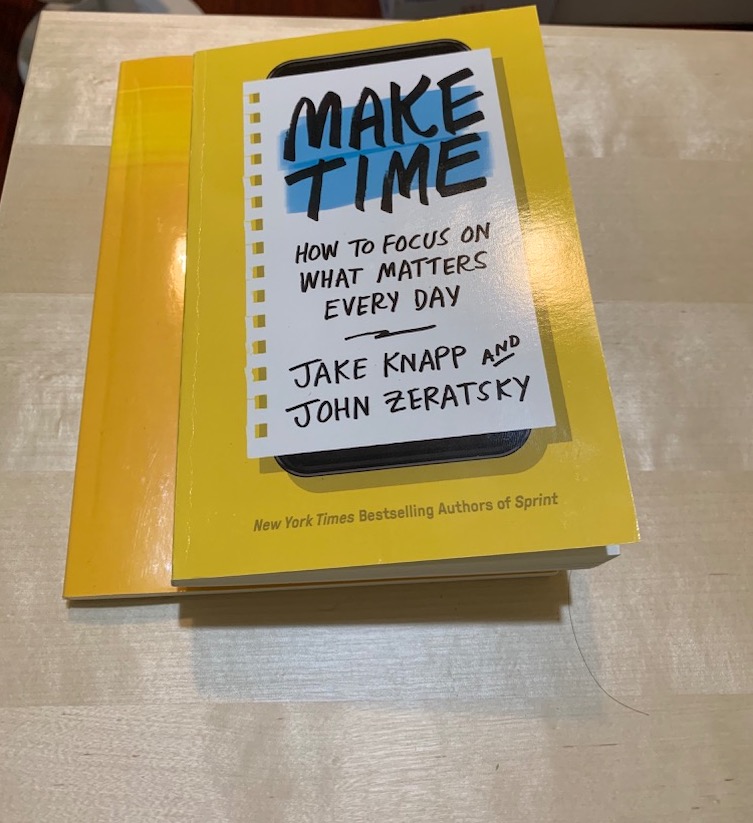 MAKE
TIME
HOW TO FOCUS ON
WHAT MATTERS
EVERY DAY
JAKE KNAPP AND
JOHN ZERATSKY
New York Times Bestselling Authors of Sprint